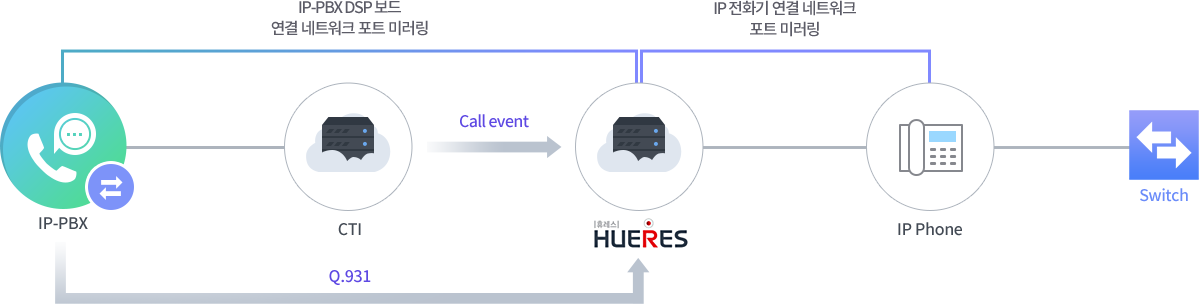 IP-PBX DSP 보드
연결 네트워크 포트 미러링
IP 전화기 연결 네트워크
포트 미러링
Call event
IP-PBX
CTI
|휴레스|
HUERES
IP Phone
Switch
Q.931